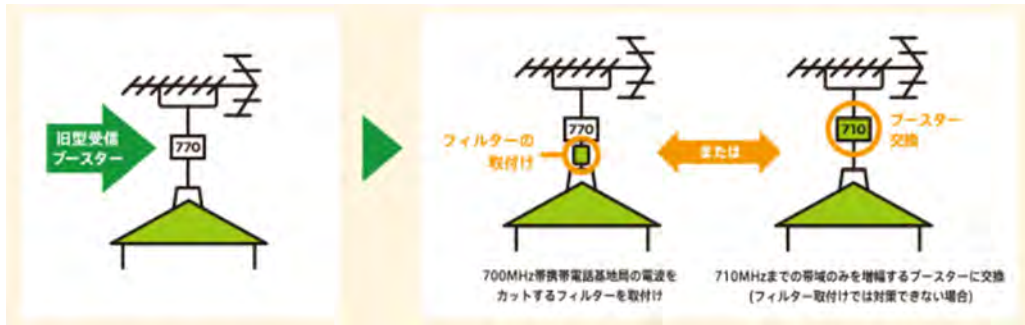 旧型受信
ブースター
770
770
フィルターの
取付け
または
710
ブースター
交換
700MHz帯携帯電話基地局の電波を
カットするフィルターを取付け
710MHzまでの帯域のみを増幅するブースターに交換
(フィルター取付けでは対策できない場合)